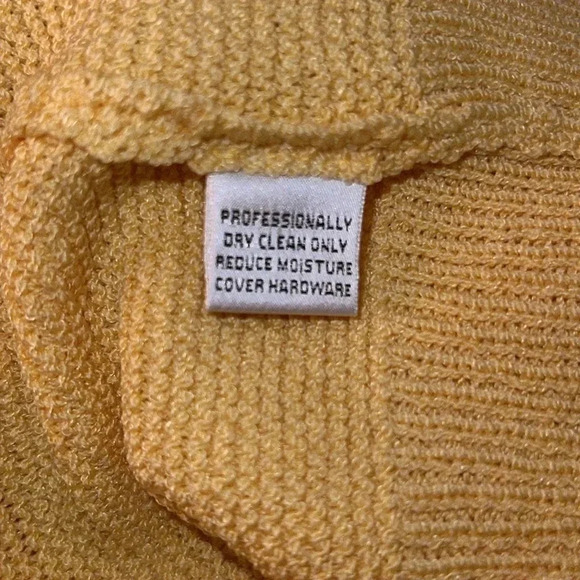 PROFESSIONALLY
DRY CLEAN ONLY
REDUCE MOISTURE
COVER HARDWARE